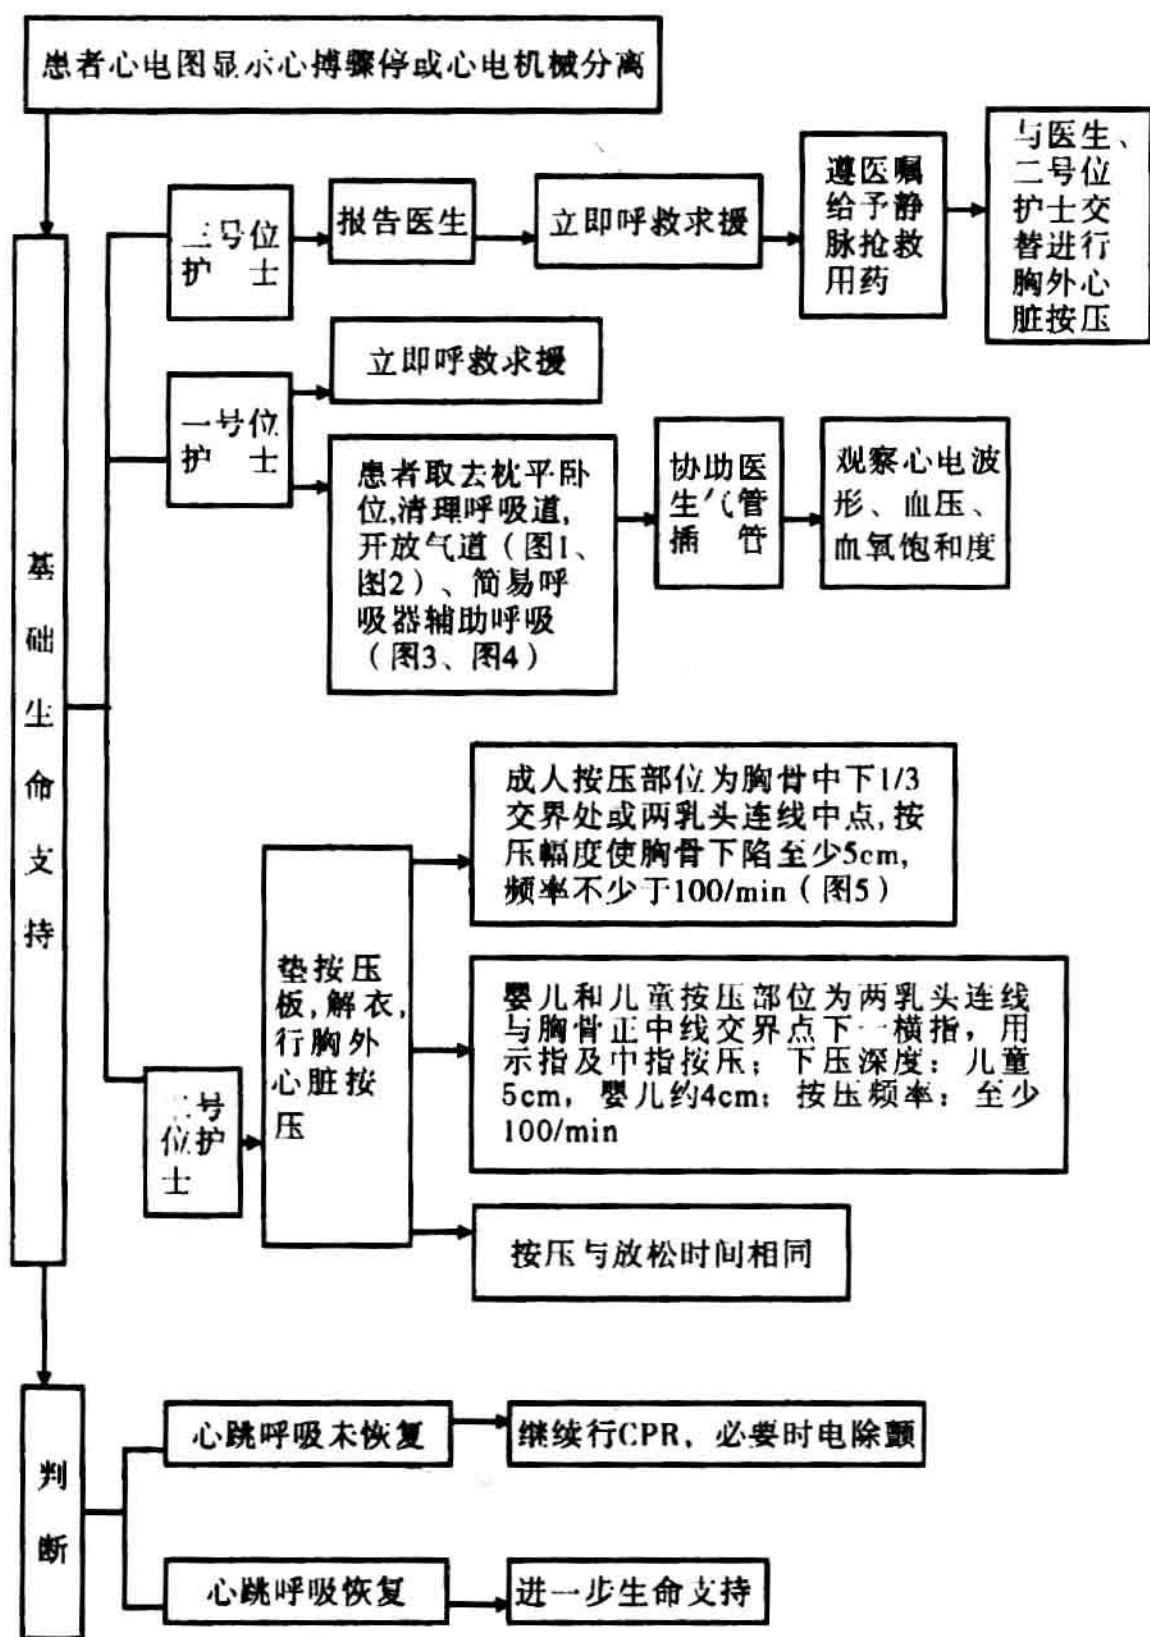 患者心电图显示心搏骤停或心电机械分离
基础生命支持
三号位
护士
报告医生
立即呼救求援
遵医嘱
给予静
脉抢救
用药
与医生、
二号位
护士交
替进行
胸外心
脏按压
一号位
护士
立即呼救求援
患者取去枕平卧
位,清理呼吸道,
开放气道（图1、
图2）、简易呼
吸器辅助呼吸
（图3、图4）
协助医
生气管
插管
观察心电波
形、血压、
血氧饱和度
二号
位护
士
垫按压
板,解衣,
行胸外
心脏按
压
成人按压部位为胸骨中下1/3
交界处或两乳头连线中点,按
压幅度使胸骨下陷至少5cm,
频率不少于100/min（图5）
婴儿和儿童按压部位为两乳头连线
与胸骨正中线交界点下一横指，用
示指及中指按压；下压深度：儿童
5cm，婴儿约4cm；按压频率：至少
100/min
按压与放松时间相同
判断
心跳呼吸未恢复
继续行CPR，必要时电除颤
心跳呼吸恢复
进一步生命支持